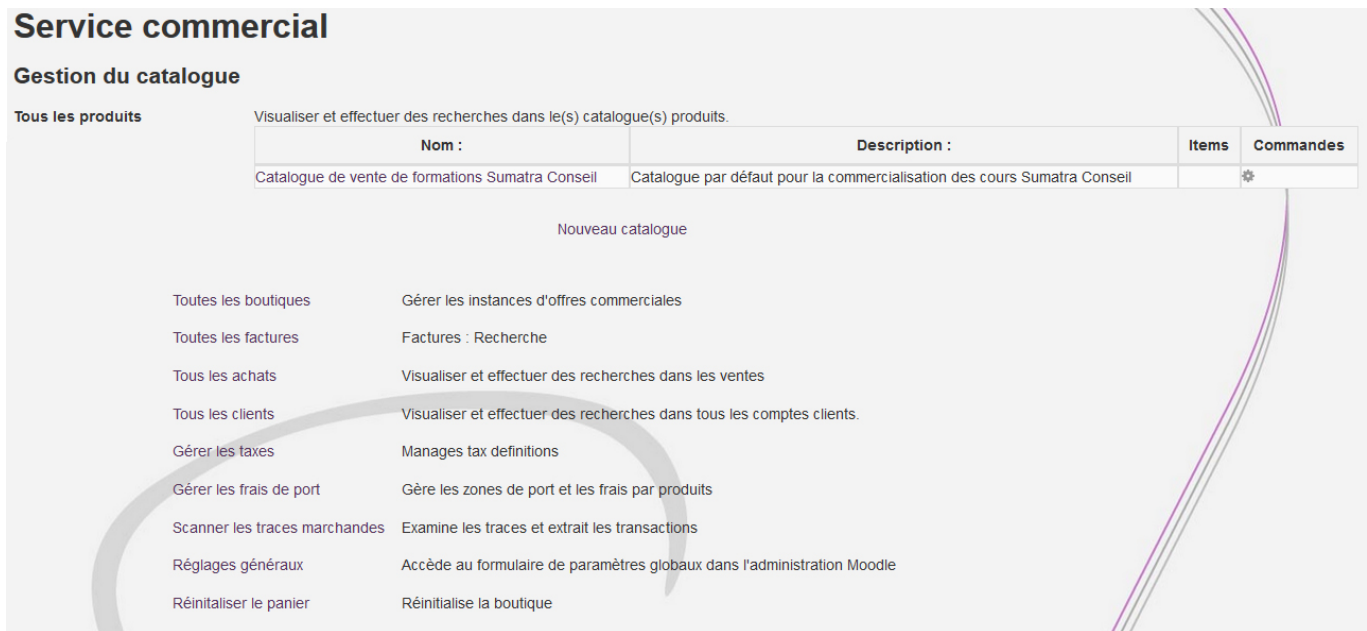 Service commercial
Gestion du catalogue
Tous les produits Visualiser et effectuer des recherches dans le(s) catalogue(s) produits.
Nom : Description : Items Commandes
Catalogue de vente de formations Sumatra Conseil Catalogue par défaut pour la commercialisation des cours Sumatra Conseil
Nouveau catalogue
Toutes les boutiques Gérer les instances d'offres commerciales
Toutes les factures Factures : Recherche
Tous les achats Visualiser et effectuer des recherches dans les ventes
Tous les clients Visualiser et effectuer des recherches dans tous les comptes clients.
Gérer les taxes Manages tax definitions
Gérer les frais de port Gère les zones de port et les frais par produits
Scanner les traces marchandes Examine les traces et extrait les transactions
Réglages généraux Accède au formulaire de paramètres globaux dans l'administration Moodle
Réinitaliser le panier Réinitialise la boutique